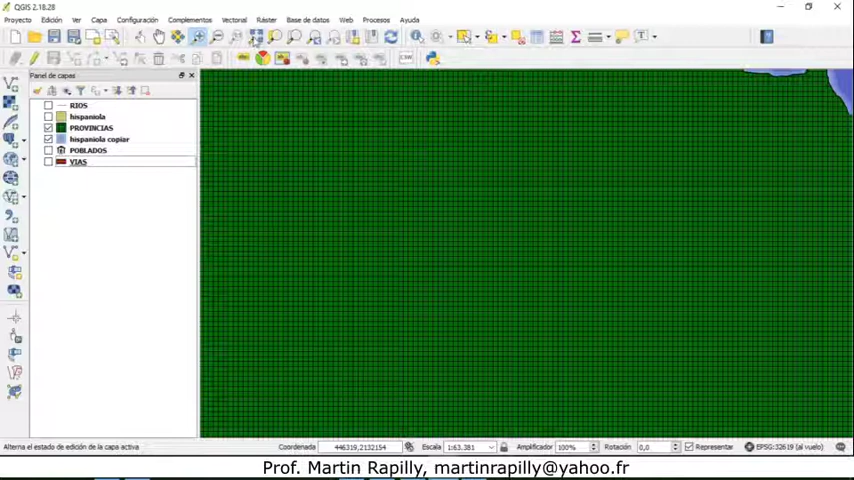 QGIS 2.18.28
Proyecto Edición Ver Capa Configuración Complementos Vectorial Ráster Base de datos Web Procesos Ayuda
CSW
Panel de capas
RIOS
hispaniola
PROVINCIAS
hispaniola copiar
POBLADOS
VIAS
Alterna el estado de edición de la capa activa Coordenada 446319,2132154 Escala 1:63.381 Amplificador 100% Rotación 0,0 Representar EPSG:32619 (al vuelo)
Prof. Martin Rapilly, martinrapilly@yahoo.fr